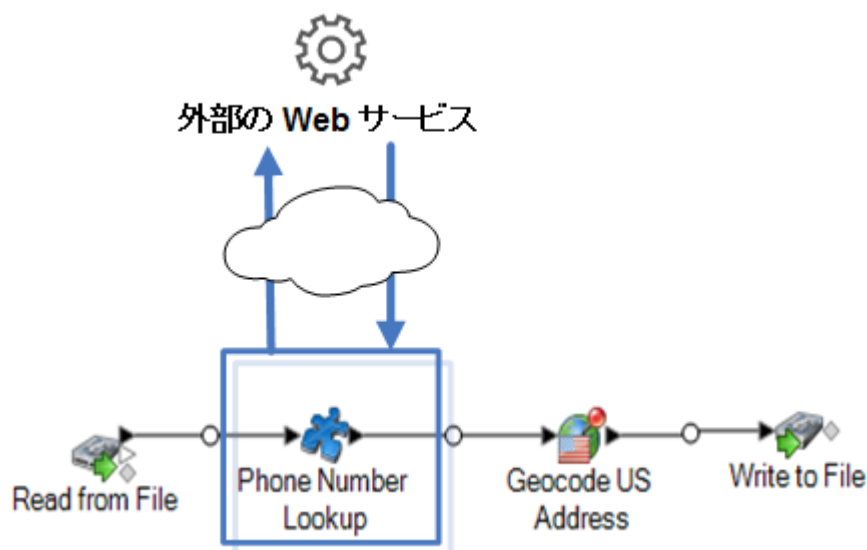 外部の Web サービス
Read from File
Phone Number
Lookup
Geocode US
Address
Write to File